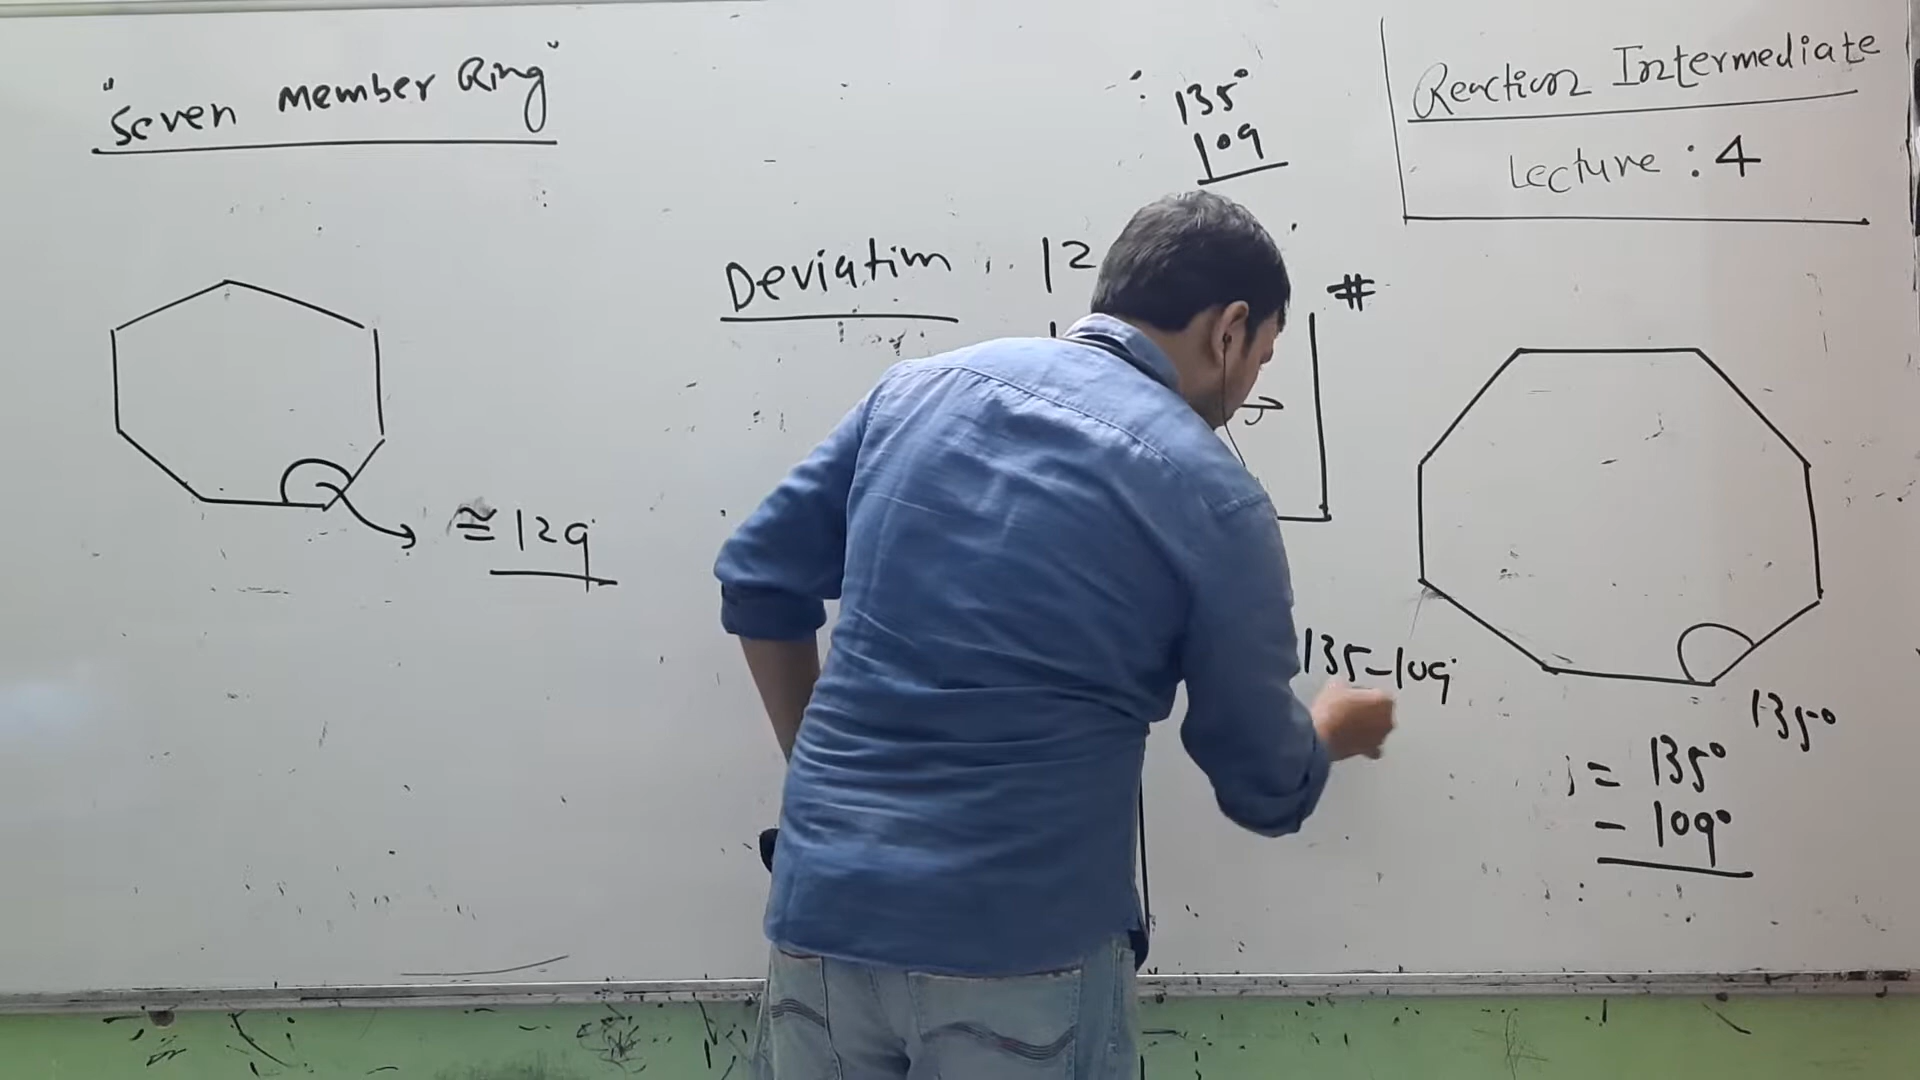 "Seven Member Ring"
≅ 129
135°
109
Deviation
12
Reaction Intermediate
Lecture : 4
#
135-109
135°
= 135°
- 109°